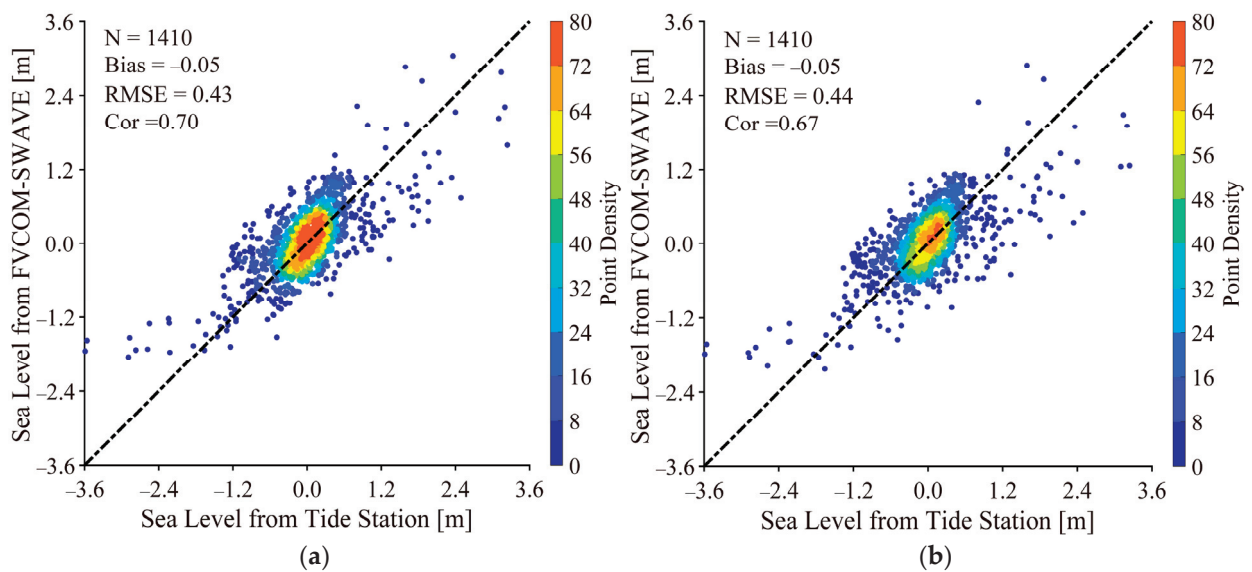 N = 1410
Bias = –0.05
RMSE = 0.43
Cor =0.70
Sea Level from FVCOM-SWAVE [m]
3.6
2.4
1.2
0.0
–1.2
–2.4
–3.6
–3.6 –2.4 –1.2 0.0 1.2 2.4 3.6
Sea Level from Tide Station [m]
80
72
64
56
48
40
32
24
16
8
0
Point Density
(a)
N = 1410
Bias = –0.05
RMSE = 0.44
Cor =0.67
Sea Level from FVCOM-SWAVE [m]
3.6
2.4
1.2
0.0
–1.2
–2.4
–3.6
–3.6 –2.4 –1.2 0.0 1.2 2.4 3.6
Sea Level from Tide Station [m]
80
72
64
56
48
40
32
24
16
8
0
Point Density
(b)